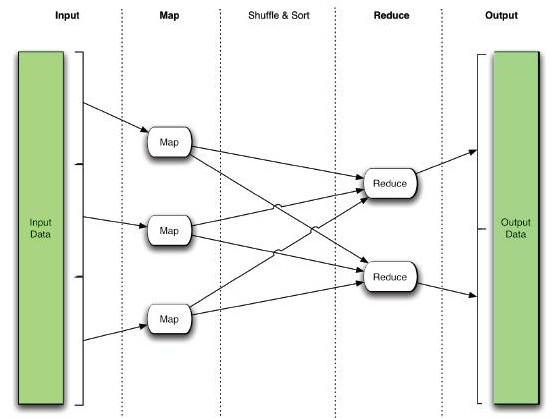 Input
Map
Shuffle & Sort
Reduce
Output
Map
Reduce
Input
Data
Map
Output
Data
Reduce
Map